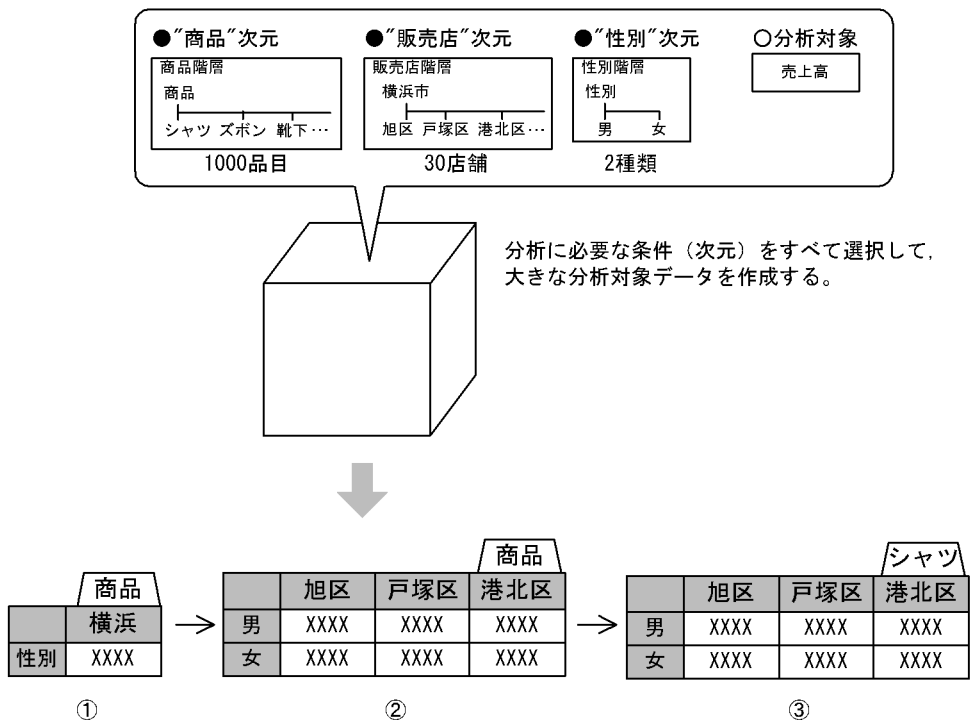 ●"商品"次元 ●"販売店"次元 ●"性別"次元 ○分析対象
商品階層 販売店階層 性別階層 売上高
商品 横浜市 性別
シャツ ズボン 靴下… 旭区 戸塚区 港北区… 男 女
1000品目 30店舗 2種類
分析に必要な条件（次元）をすべて選択して,
大きな分析対象データを作成する。
商品
横浜
性別 XXXX
①
商品
旭区 戸塚区 港北区
男 XXXX XXXX XXXX
女 XXXX XXXX XXXX
②
シャツ
旭区 戸塚区 港北区
男 XXXX XXXX XXXX
女 XXXX XXXX XXXX
③